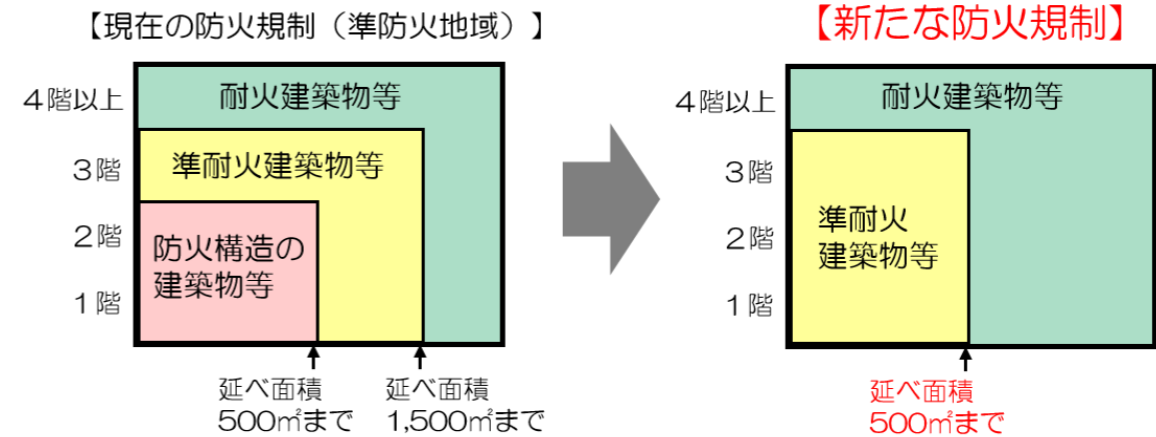 【現在の防火規制（準防火地域）】
4階以上
3階
2階
1階
耐火建築物等
準耐火建築物等
防火構造の
建築物等
延べ面積
500㎡まで
延べ面積
1,500㎡まで
【新たな防火規制】
4階以上
3階
2階
1階
耐火建築物等
準耐火
建築物等
延べ面積
500㎡まで